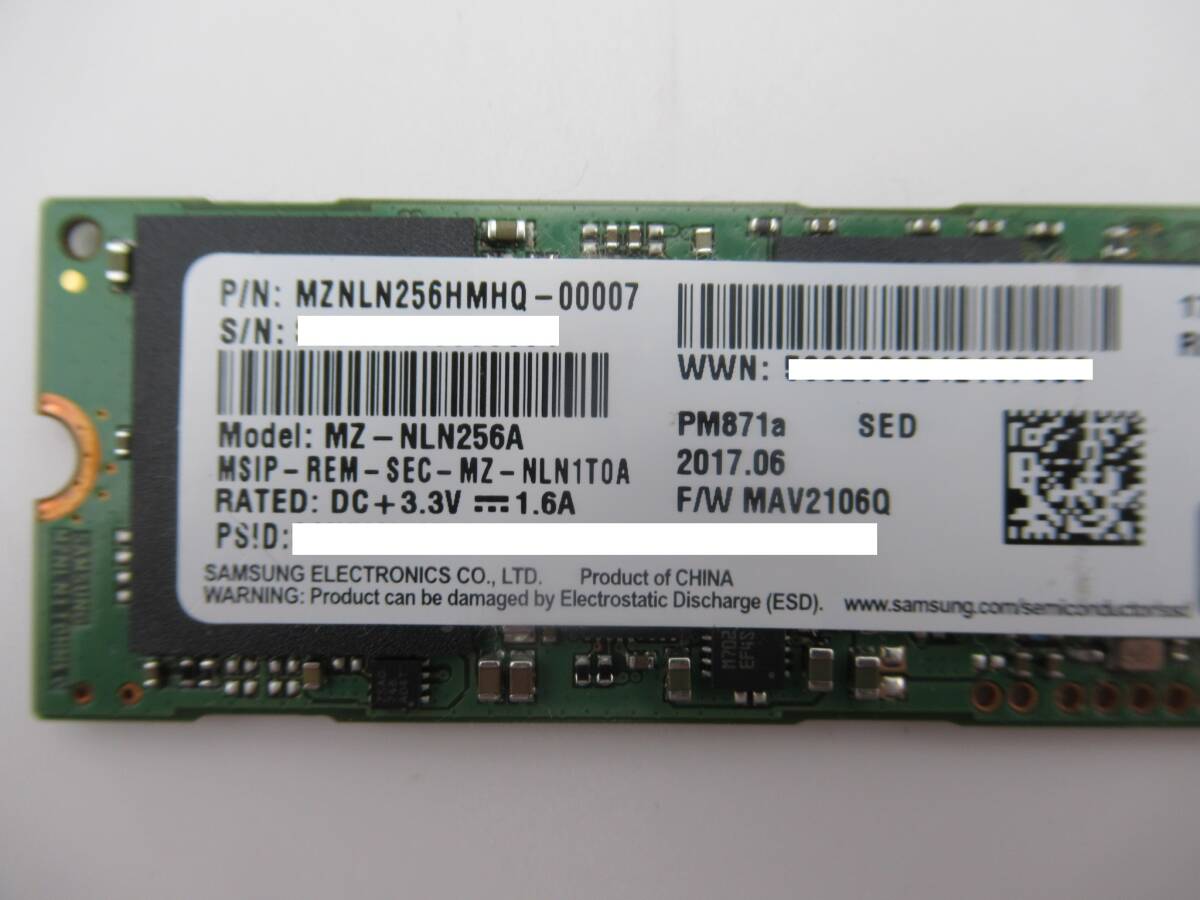 P/N: MZNLN256HMHQ-00007
S/N:
Model: MZ-NLN256A
MSIP-REM-SEC-MZ-NLN1T0A
RATED: DC+3.3V ⎓ 1.6A
PSID:
SAMSUNG ELECTRONICS CO., LTD. Product of CHINA
WARNING: Product can be damaged by Electrostatic Discharge (ESD).
WWN:
PM871a SED
2017.06
F/W MAV2106Q
www.samsung.com/semiconductor/ssd
SAMSUNG